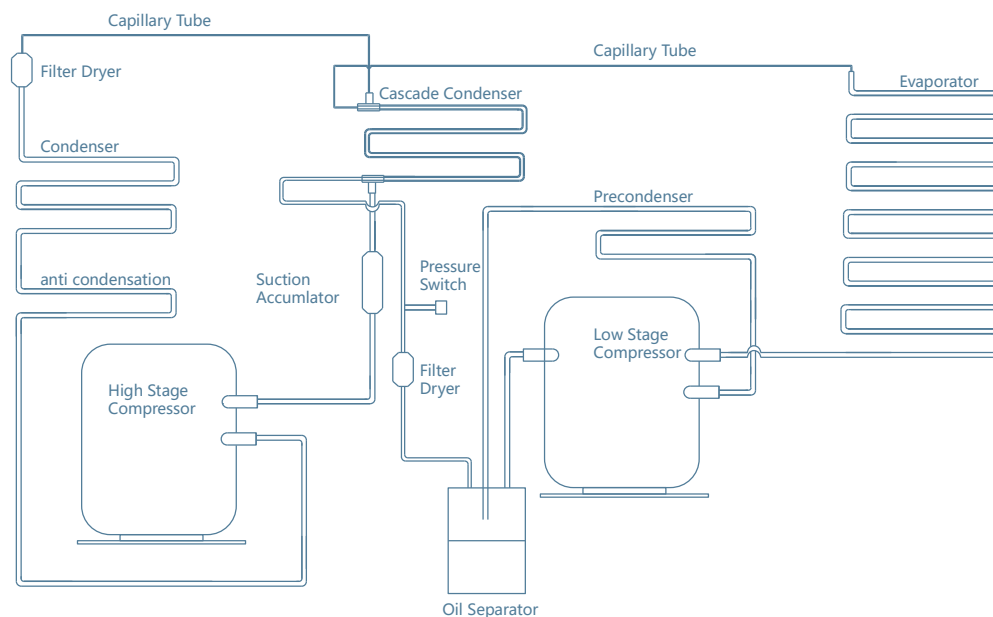 Capillary Tube
Capillary Tube
Filter Dryer
Evaporator
Cascade Condenser
Condenser
Precondenser
anti condensation
Suction
Accumlator
Pressure
Switch
Low Stage
Compressor
High Stage
Compressor
Filter
Dryer
Oil Separator